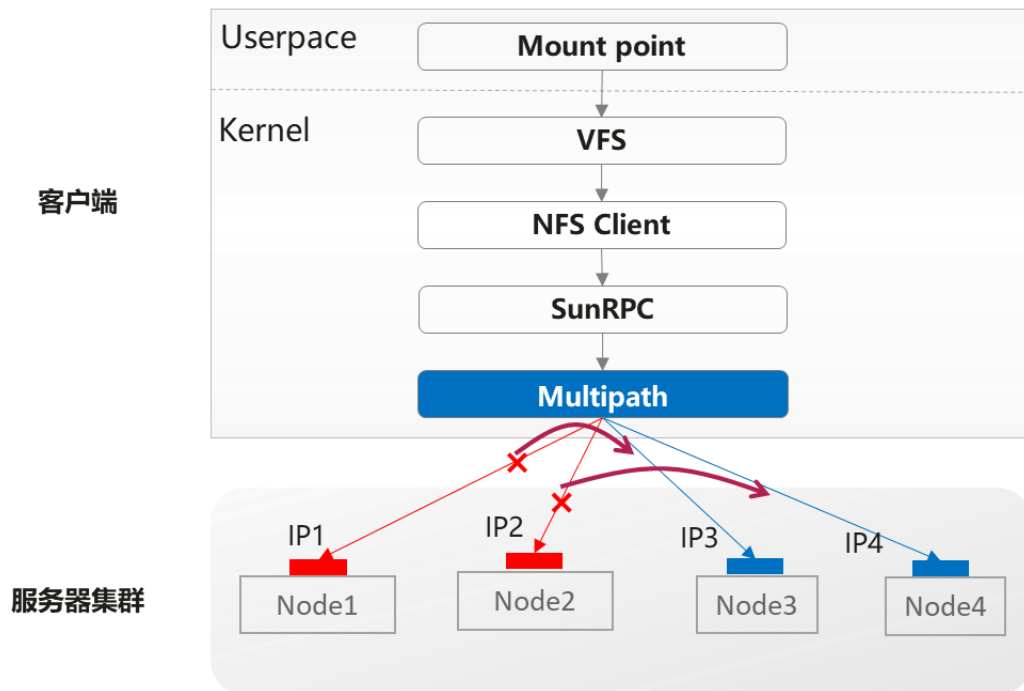 Userpace
Mount point
Kernel
VFS
客户端
NFS Client
SunRPC
Multipath
IP1
IP2
IP3
IP4
服务器集群
Node1
Node2
Node3
Node4